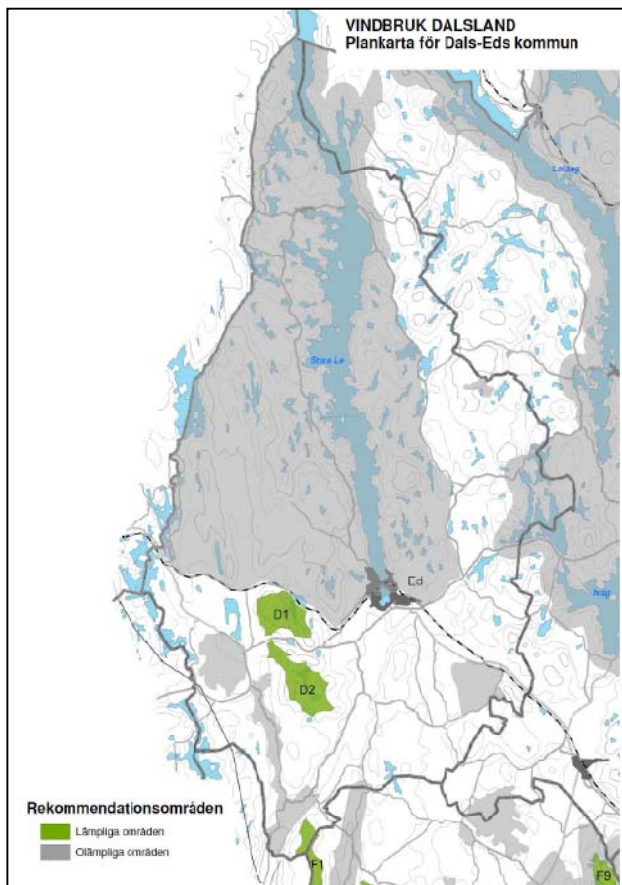 VINDBRUK DALSLAND
Plankarta för Dals-Eds kommun
Stora Le
Ed
D1
D2
Rekommendationsområden
Lämpliga områden
Olämpliga områden
F1
F9